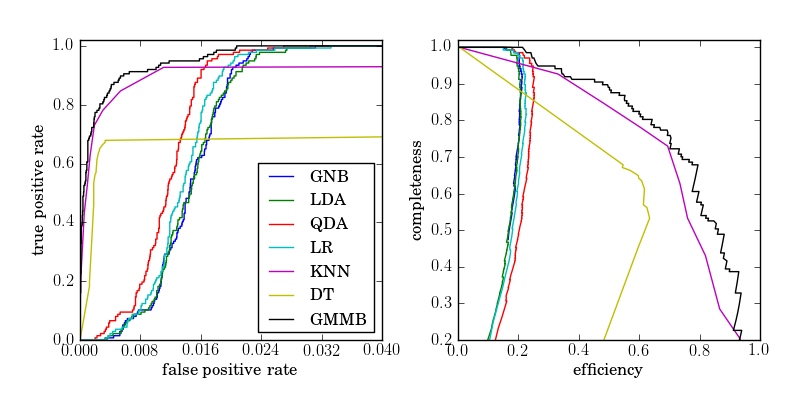 1.0
0.8
0.6
0.4
0.2
0.0
true positive rate
GNB
LDA
QDA
LR
KNN
DT
GMMB
0.000 0.008 0.016 0.024 0.032 0.040
false positive rate
1.0
0.9
0.8
0.7
0.6
0.5
0.4
0.3
0.2
completeness
0.0 0.2 0.4 0.6 0.8 1.0
efficiency